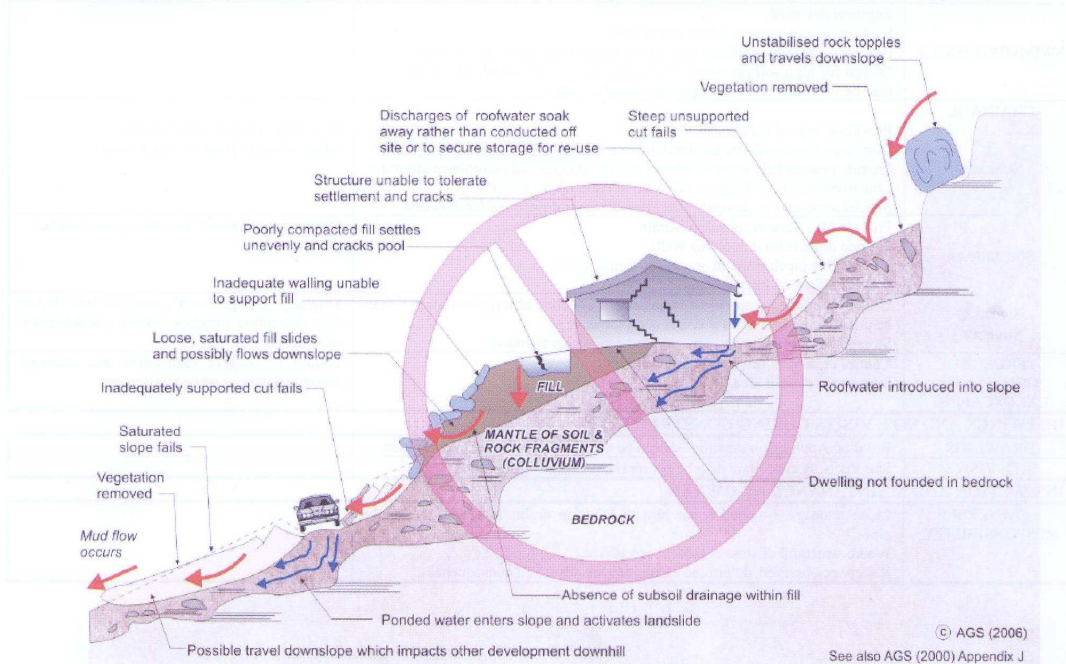 Unstabilised rock topples
and travels downslope
Vegetation removed
Discharges of roofwater soak
away rather than conducted off
site or to secure storage for re-use
Steep unsupported
cut fails
Structure unable to tolerate
settlement and cracks
Poorly compacted fill settles
unevenly and cracks pool
Inadequate walling unable
to support fill
Loose, saturated fill slides
and possibly flows downslope
Inadequately supported cut fails
Roofwater introduced into slope
Saturated
slope fails
FILL
MANTLE OF SOIL &
ROCK FRAGMENTS
(COLLUVIUM)
Vegetation
removed
Dwelling not founded in bedrock
BEDROCK
Mud flow
occurs
Absence of subsoil drainage within fill
Ponded water enters slope and activates landslide
© AGS (2006)
Possible travel downslope which impacts other development downhill
See also AGS (2000) Appendix J